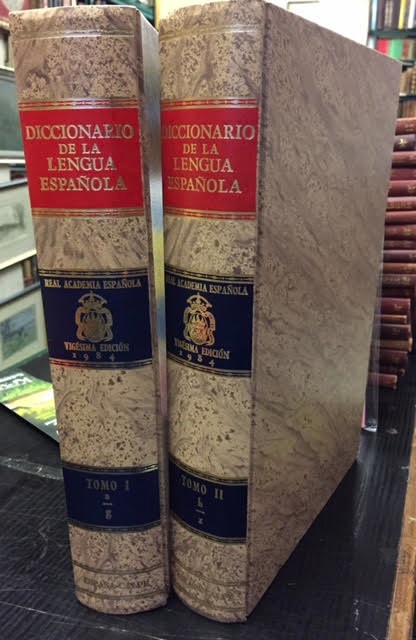 DICCIONARIO
DE LA
LENGUA
ESPAÑOLA
REAL ACADEMIA ESPAÑOLA
VIGÉSIMA EDICIÓN
1984
TOMO I
a
g
DICCIONARIO
DE LA
LENGUA
ESPAÑOLA
REAL ACADEMIA ESPAÑOLA
VIGÉSIMA EDICIÓN
1984
TOMO II
h
z